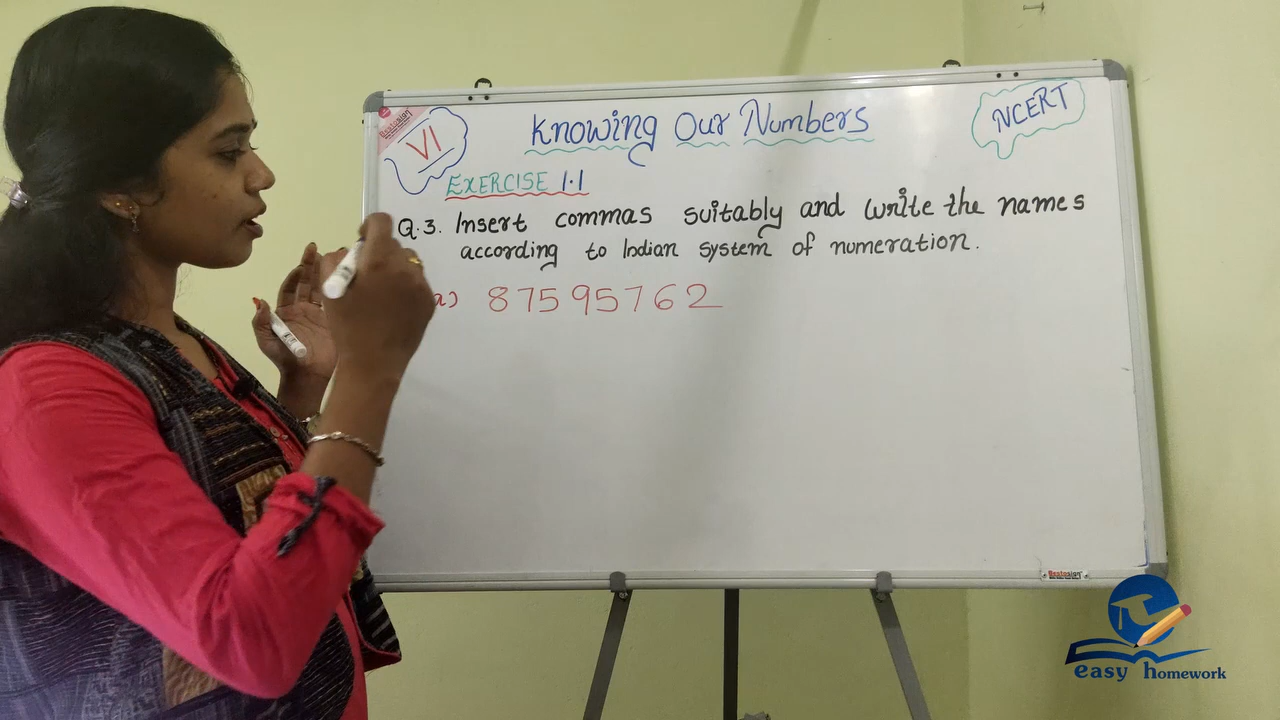 VI
Knowing Our Numbers
NCERT
EXERCISE 1.1
Q.3. Insert commas suitably and write the names
according to Indian system of numeration.
a) 87595762
Bestosign
easy homework